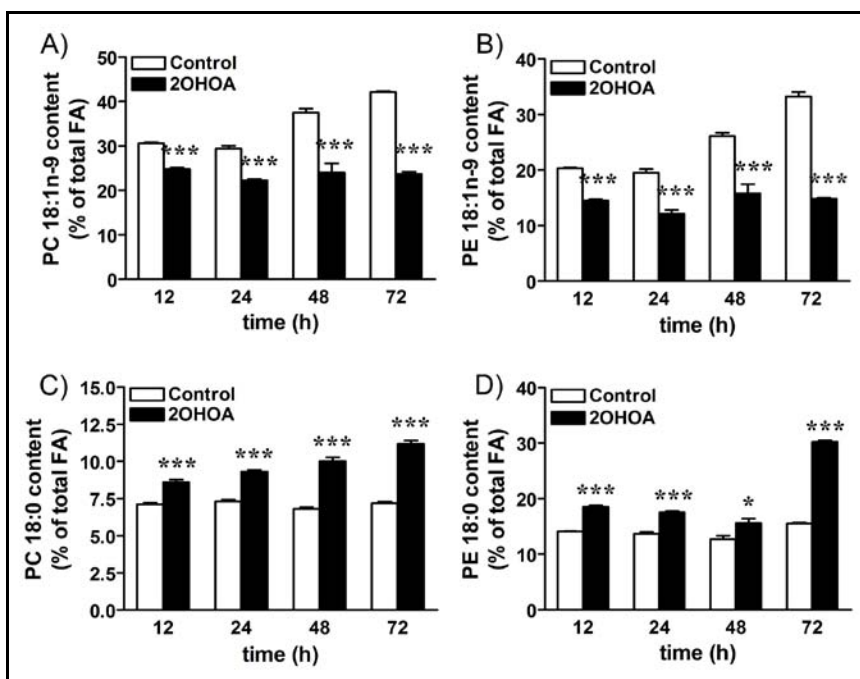 A)
Control
2OHOA
PC 18:1n-9 content
(% of total FA)
50
40
30
20
10
0
***
***
***
***
12 24 48 72
time (h)
B)
Control
2OHOA
PE 18:1n-9 content
(% of total FA)
40
30
20
10
0
***
***
***
***
12 24 48 72
time (h)
C)
Control
2OHOA
PC 18:0 content
(% of total FA)
15.0
12.5
10.0
7.5
5.0
2.5
0.0
***
***
***
***
12 24 48 72
time (h)
D)
Control
2OHOA
PE 18:0 content
(% of total FA)
40
30
20
10
0
***
***
*
***
12 24 48 72
time (h)